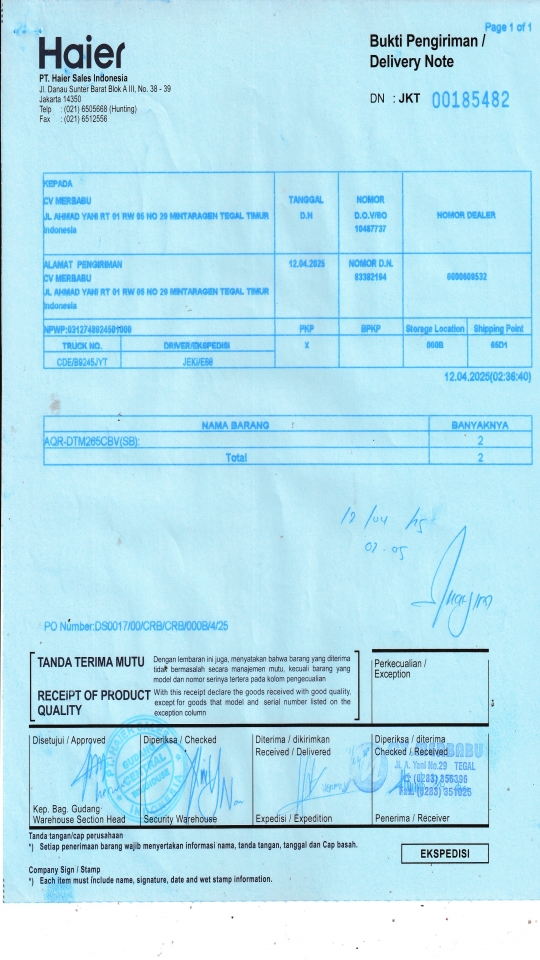 Page 1 of 1
Haier
Bukti Pengiriman /
Delivery Note
PT. Haier Sales Indonesia
Jl. Danau Sunter Barat Blok A III, No. 38 - 39
Jakarta 14350
Telp : (021) 6505668 (Hunting)
Fax : (021) 6512556
DN : JKT 00185482
KEPADA
CV MERBABU
JL AHMAD YANI RT 01 RW 05 NO 29 MINTARAGEN TEGAL TIMUR
Indonesia
TANGGAL
D.N
NOMOR
D.O.V/SO
10487737
NOMOR DEALER
ALAMAT PENGIRIMAN
CV MERBABU
JL AHMAD YANI RT 01 RW 05 NO 29 MINTARAGEN TEGAL TIMUR
Indonesia
12.04.2025
NOMOR D.N.
83382194
6000600532
PKP BPKP Storage Location Shipping Point
TRUCK NO. DRIVER/EKSPEDISI X 000B
CDE/B9245/YT
12.04.2025(02:36:40)
NAMA BARANG BANYAKNYA
AQR-DTM265CBV(SB): 2
Total 2
PO Number:DS0017/00/CRB/CRB/000B/4/25
TANDA TERIMA MUTU
Dengan lembaran ini juga, menyatakan bahwa barang yang diterima
tidak bermasalah secara manajemen mutu, kecuali barang yang
model dan nomor serinya tertera pada kolom pengecualian
RECEIPT OF PRODUCT
QUALITY
With this receipt declare the goods received with good quality,
except for goods that model and serial number listed on the
exception column
Perkecualian /
Exception
Disetujui / Approved
Diperiksa / Checked
Diterima / dikirimkan
Received / Delivered
Diperiksa / diterima
Checked / Received
Jl. A. Yani No.29 TEGAL
Kep. Bag. Gudang
Warehouse Section Head
Security Warehouse
Expedisi / Expedition
Penerima / Receiver
Tanda tangan/cap perusahaan
*) Setiap penerimaan barang wajib menyertakan informasi nama, tanda tangan, tanggal dan Cap basah.
EKSPEDISI
Company Sign / Stamp
*) Each item must include name, signature, date and wet stamp information.